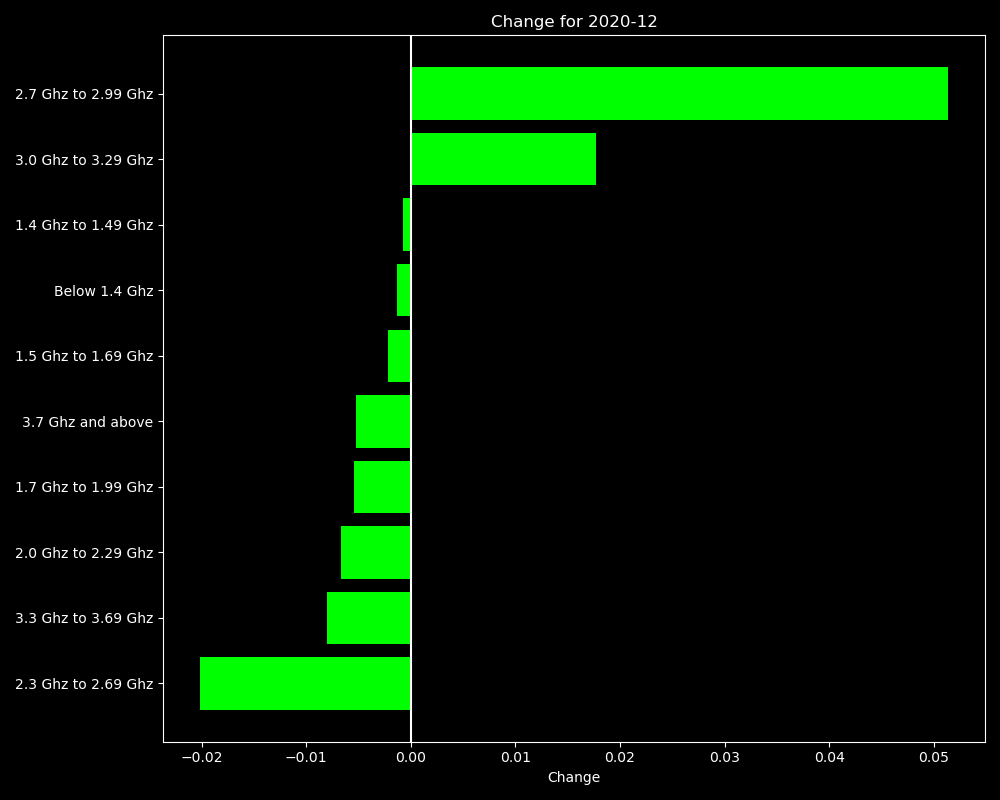 Change for 2020-12
2.7 Ghz to 2.99 Ghz
3.0 Ghz to 3.29 Ghz
1.4 Ghz to 1.49 Ghz
Below 1.4 Ghz
1.5 Ghz to 1.69 Ghz
3.7 Ghz and above
1.7 Ghz to 1.99 Ghz
2.0 Ghz to 2.29 Ghz
3.3 Ghz to 3.69 Ghz
2.3 Ghz to 2.69 Ghz
−0.02 −0.01 0.00 0.01 0.02 0.03 0.04 0.05
Change